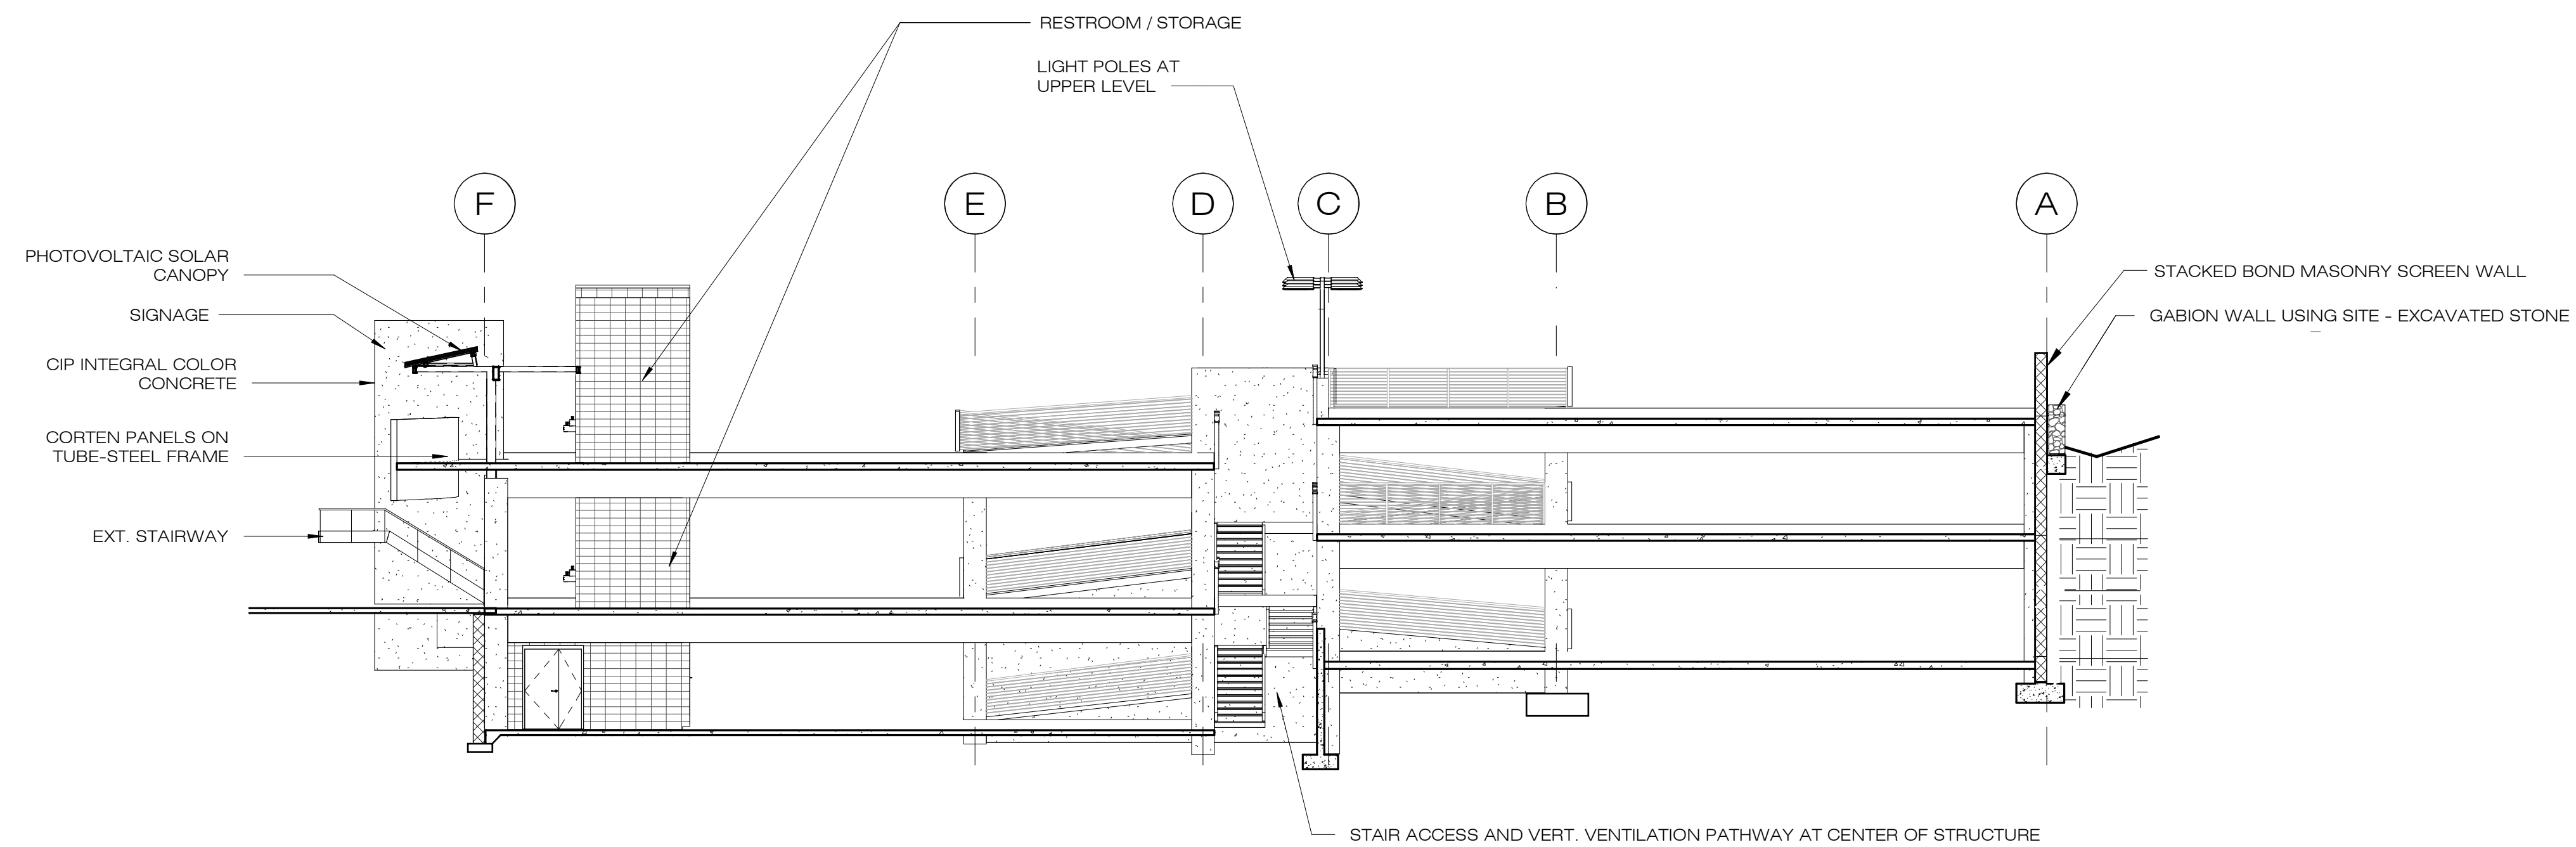 RESTROOM / STORAGE
LIGHT POLES AT
UPPER LEVEL
F
E
D
C
B
A
PHOTOVOLTAIC SOLAR
CANOPY
SIGNAGE
CIP INTEGRAL COLOR
CONCRETE
CORTEN PANELS ON
TUBE-STEEL FRAME
EXT. STAIRWAY
STACKED BOND MASONRY SCREEN WALL
GABION WALL USING SITE - EXCAVATED STONE
STAIR ACCESS AND VERT. VENTILATION PATHWAY AT CENTER OF STRUCTURE